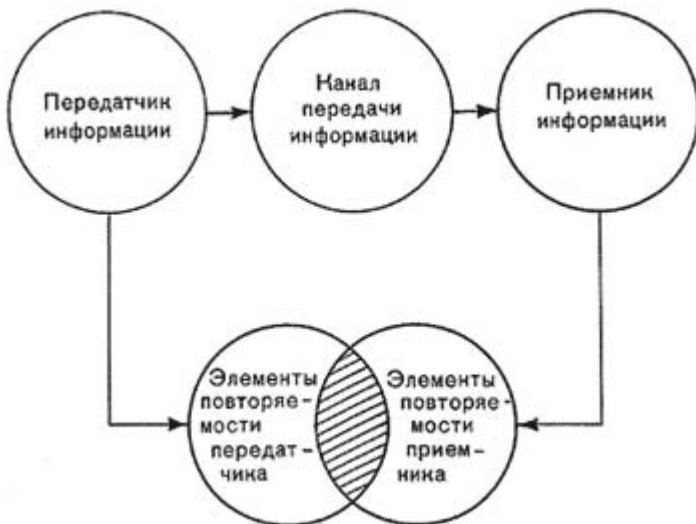 Передатчик
информации
Канал
передачи
информации
Приемник
информации
Элементы
повторяе-
мости
передат-
чика
Элементы
повторяе-
мости
прием-
ника